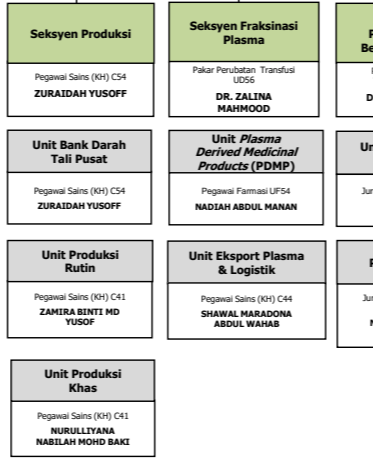 Seksyen Produksi
Pegawai Sains (KH) C54
ZURAIDAH YUSOFF
Seksyen Fraksinasi
Plasma
Pakar Perubatan Transfusi
UD56
DR. ZALINA
MAHMOOD
Unit Bank Darah
Tali Pusat
Pegawai Sains (KH) C54
ZURAIDAH YUSOFF
Unit Plasma
Derived Medicinal
Products (PDMP)
Pegawai Farmasi UF54
NADIAH ABDUL MANAN
Unit Produksi
Rutin
Pegawai Sains (KH) C41
ZAMIRA BINTI MD
YUSOF
Unit Eksport Plasma
& Logistik
Pegawai Sains (KH) C44
SHAWAL MARADONA
ABDUL WAHAB
Unit Produksi
Khas
Pegawai Sains (KH) C41
NURULLIYANA
NABILAH MOHD BAKI